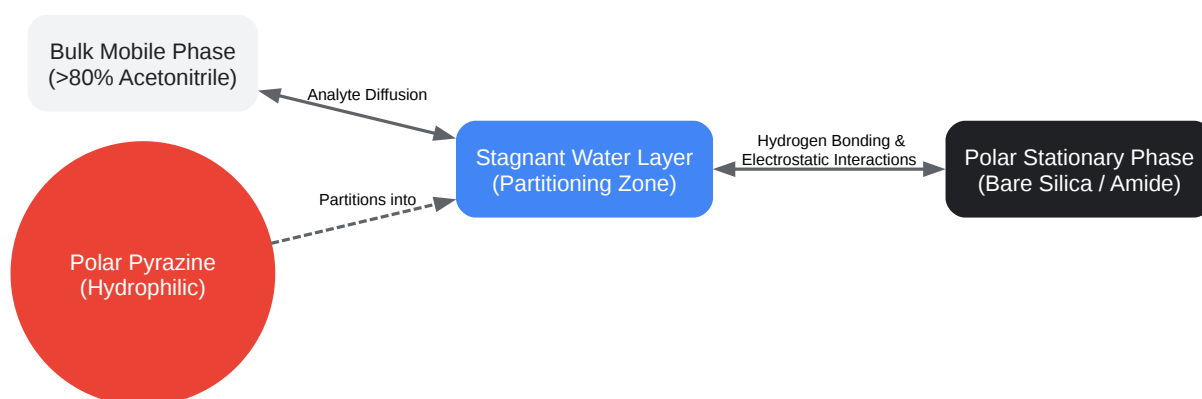 Bulk Mobile Phase
(>80% Acetonitrile)
Analyte Diffusion
Stagnant Water Layer
(Partitioning Zone)
Hydrogen Bonding &
Electrostatic Interactions
Polar Stationary Phase
(Bare Silica / Amide)
Partitions into
Polar Pyrazine
(Hydrophilic)